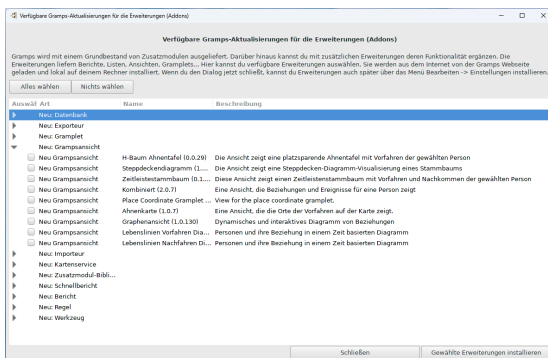 Verfügbare Gramps-Aktualisierungen für die Erweiterungen (Addons)
Verfügbare Gramps-Aktualisierungen für die Erweiterungen (Addons)
Gramps wird mit einem Grundbestand von Zusatzmodulen ausgeliefert. Darüber hinaus kannst du mit zusätzlichen Erweiterungen deren Funktionalität ergänzen. Die
Erweiterungen liefern Berichte, Listen, Ansichten, Gramplets... Hier kannst du verfügbare Erweiterungen auswählen. Sie werden aus dem Internet von der Gramps Webseite
geladen und lokal auf deinem Rechner installiert. Wenn du den Dialog jetzt schließt, kannst du Erweiterungen auch später über das Menü Bearbeiten -> Einstellungen installieren.
Alles wählen Nichts wählen
Auswäl Art Name Beschreibung
Neu: Datenbank
Neu: Exporteur
Neu: Gramplet
Neu: Grampsansicht
Neu Grampsansicht H-Baum Ahnentafel (0.0.29) Die Ansicht zeigt eine platzsparende Ahnentafel mit Vorfahren der gewählten Person
Neu Grampsansicht Steppdeckendiagramm (1.... Die Ansicht zeigt eine Steppdecken-Diagramm-Visualisierung eines Stammbaums
Neu Grampsansicht Zeitleistestammbaum (0.1.... Diese Ansicht zeigt einen Zeitleistenstammbaum mit Vorfahren und Nachkommen der gewählten Person
Neu Grampsansicht Kombiniert (2.0.7) Eine Ansicht, die Beziehungen und Ereignisse für eine Person zeigt
Neu Grampsansicht Place Coordinate Gramplet ... View for the place coordinate gramplet.
Neu Grampsansicht Ahnenkarte (1.0.7) Eine Ansicht, die die Orte der Vorfahren auf der Karte zeigt.
Neu Grampsansicht Graphenansicht (1.0.130) Dynamisches und interaktives Diagramm von Beziehungen
Neu Grampsansicht Lebenslinien Vorfahren Dia... Personen und ihre Beziehung in einem Zeit basierten Diagramm
Neu Grampsansicht Lebenslinien Nachfahren Di... Personen und ihre Beziehung in einem Zeit basierten Diagramm
Neu: Importeur
Neu: Kartenservice
Neu: Zusatzmodul-Bibli...
Neu: Schnellbericht
Neu: Bericht
Neu: Regel
Neu: Werkzeug
Schließen Gewählte Erweiterungen installieren